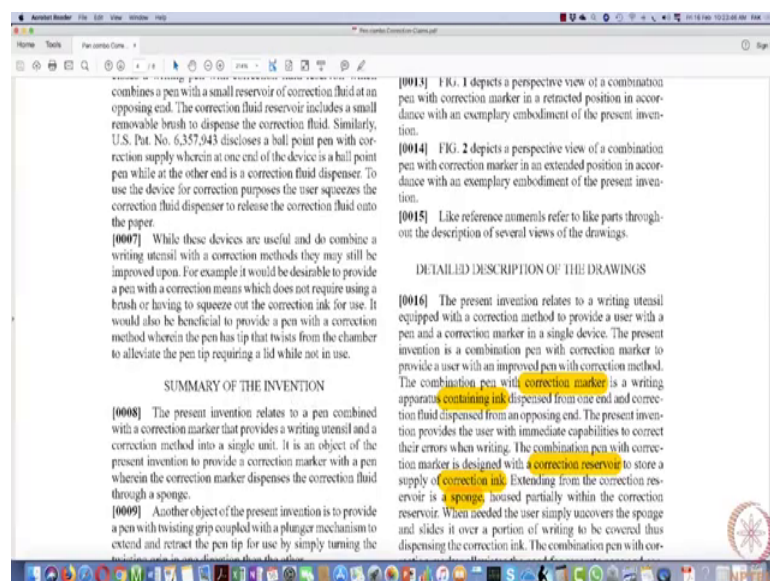 Acrobat Reader File Edit View Window Help
Fri 16 Feb 10:23:46 AM
Pen combo Correction Claims.pdf
Home Tools Pen combo Corre...
Sign
combines a pen with a small reservoir of correction fluid at an
opposing end. The correction fluid reservoir includes a small
removable brush to dispense the correction fluid. Similarly,
U.S. Pat. No. 6,357,943 discloses a ball point pen with cor-
rection supply wherein at one end of the device is a ball point
pen while at the other end is a correction fluid dispenser. To
use the device for correction purposes the user squeezes the
correction fluid dispenser to release the correction fluid onto
the paper.
[0007] While these devices are useful and do combine a
writing utensil with a correction methods they may still be
improved upon. For example it would be desirable to provide
a pen with a correction means which does not require using a
brush or having to squeeze out the correction ink for use. It
would also be beneficial to provide a pen with a correction
method wherein the pen has tip that twists from the chamber
to alleviate the pen tip requiring a lid while not in use.
SUMMARY OF THE INVENTION
[0008] The present invention relates to a pen combined
with a correction marker that provides a writing utensil and a
correction method into a single unit. It is an object of the
present invention to provide a correction marker with a pen
wherein the correction marker dispenses the correction fluid
through a sponge.
[0009] Another object of the present invention is to provide
a pen with twisting grip coupled with a plunger mechanism to
extend and retract the pen tip for use by simply turning the
[0013] FIG. 1 depicts a perspective view of a combination
pen with correction marker in a retracted position in accor-
dance with an exemplary embodiment of the present inven-
tion.
[0014] FIG. 2 depicts a perspective view of a combination
pen with correction marker in an extended position in accor-
dance with an exemplary embodiment of the present inven-
tion.
[0015] Like reference numerals refer to like parts through-
out the description of several views of the drawings.
DETAILED DESCRIPTION OF THE DRAWINGS
[0016] The present invention relates to a writing utensil
equipped with a correction method to provide a user with a
pen and a correction marker in a single device. The present
invention is a combination pen with correction marker to
provide a user with an improved pen with correction method.
The combination pen with correction marker is a writing
apparatus containing ink dispensed from one end and correc-
tion fluid dispensed from an opposing end. The present inven-
tion provides the user with immediate capabilities to correct
their errors when writing. The combination pen with correc-
tion marker is designed with a correction reservoir to store a
supply of correction ink. Extending from the correction res-
ervoir is a sponge, housed partially within the correction
reservoir. When needed the user simply uncovers the sponge
and slides it over a portion of writing to be covered thus
dispensing the correction ink. The combination pen with cor-